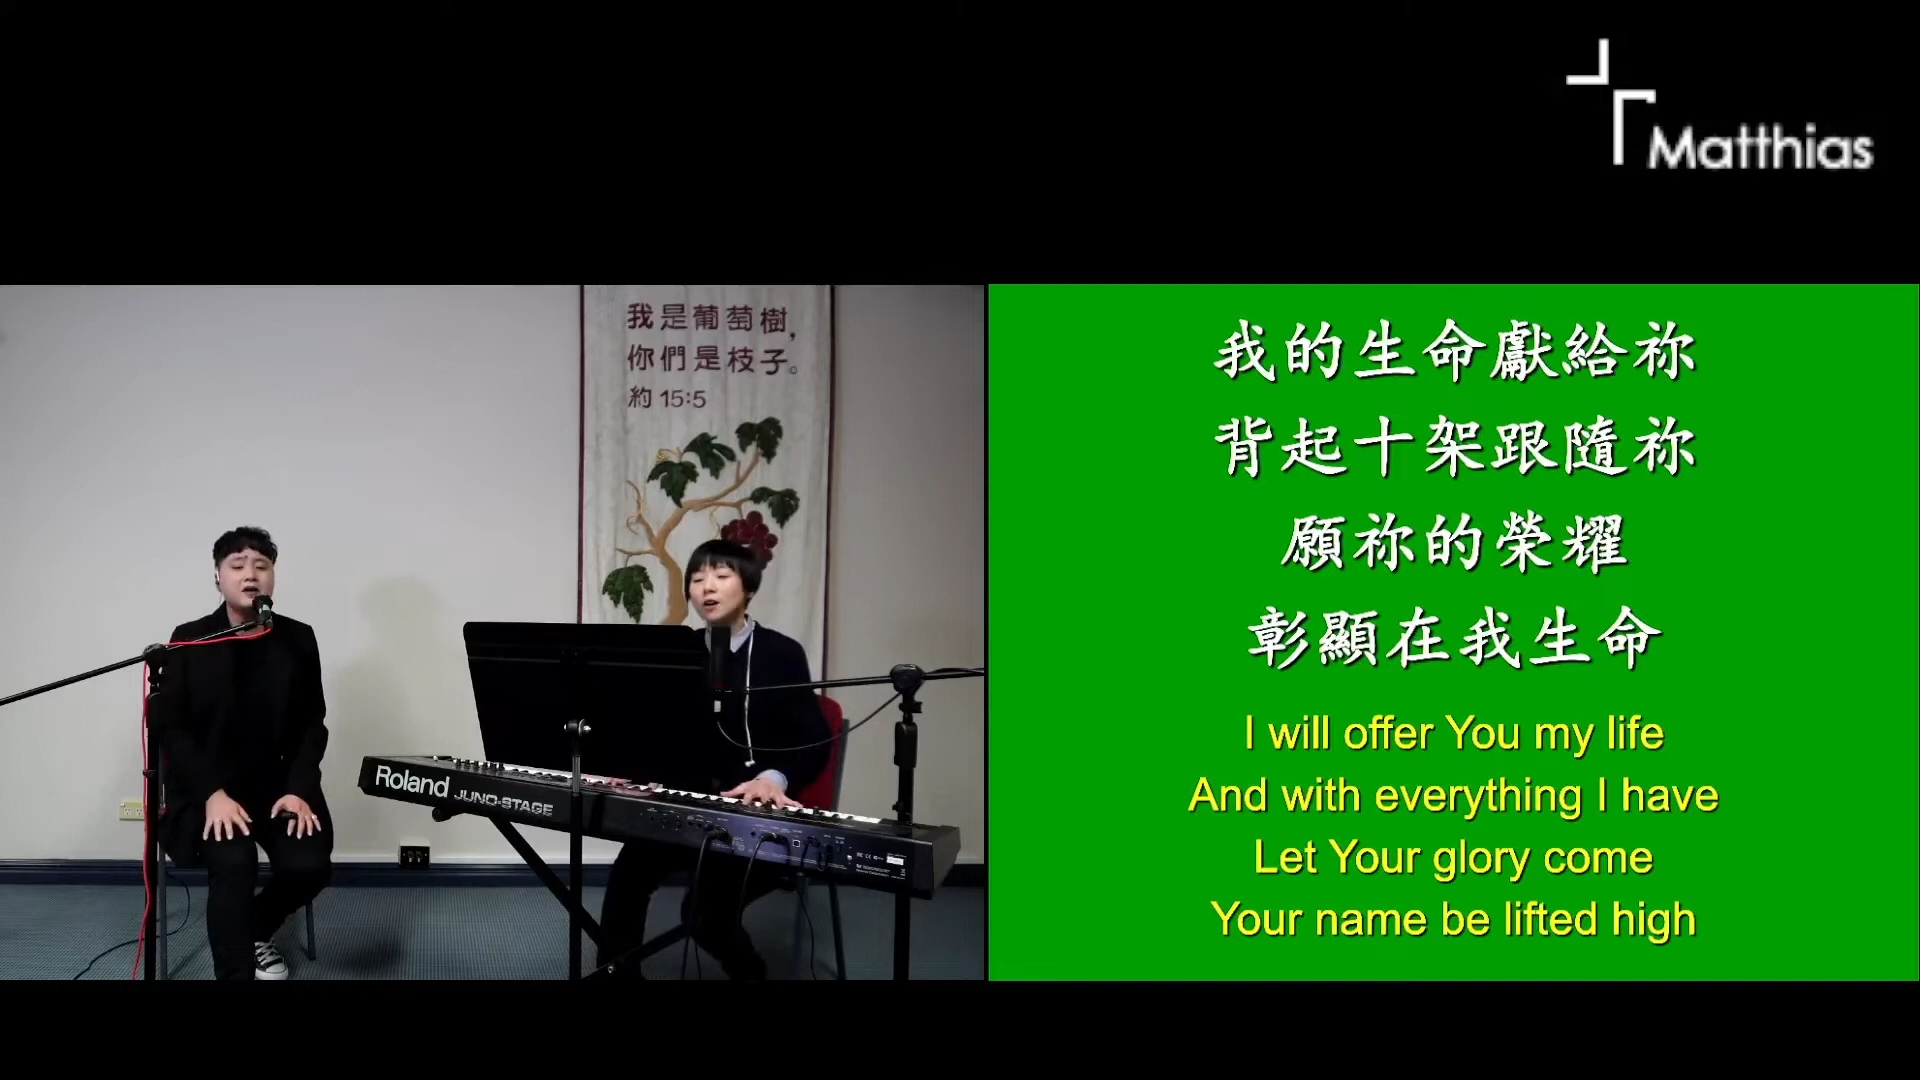 Matthias
我是葡萄樹,
你們是枝子。
約 15:5
Roland JUNO-STAGE
我的生命獻給祢
背起十架跟隨祢
願祢的榮耀
彰顯在我生命
I will offer You my life
And with everything I have
Let Your glory come
Your name be lifted high